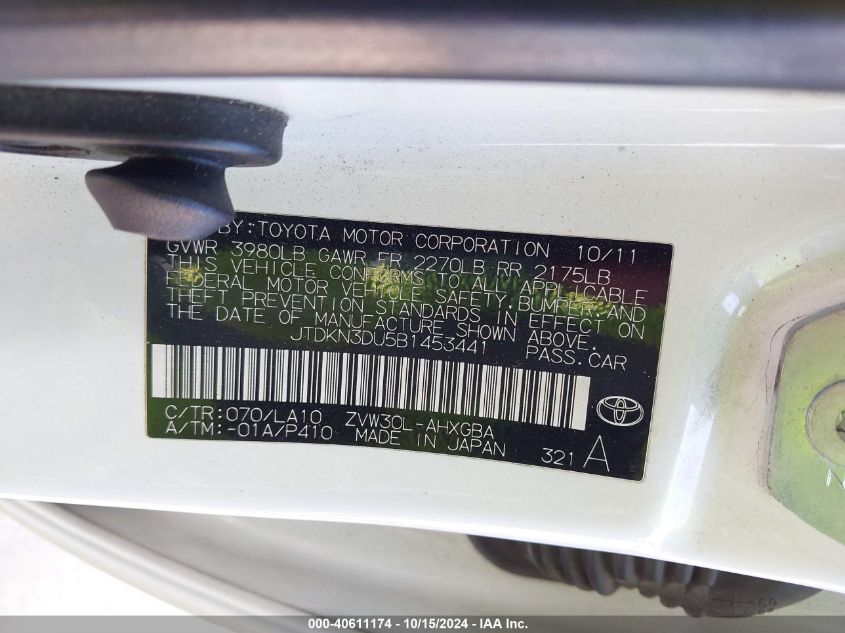 BY: TOYOTA MOTOR CORPORATION 10/11
GVWR 3980LB GAWR FR 2270LB RR 2175LB
THIS VEHICLE CONFORMS TO ALL APPLICABLE
FEDERAL MOTOR VEHICLE SAFETY, BUMPER, AND
THEFT PREVENTION STANDARDS IN EFFECT ON
THE DATE OF MANUFACTURE SHOWN ABOVE.
JTDKN3DU5B1453441 PASS.CAR
C/TR: 070/LA10 ZVW30L-AHXGBA
A/TM: -01A/P410 MADE IN JAPAN 321 A
000-40611174 - 10/15/2024 - IAA Inc.